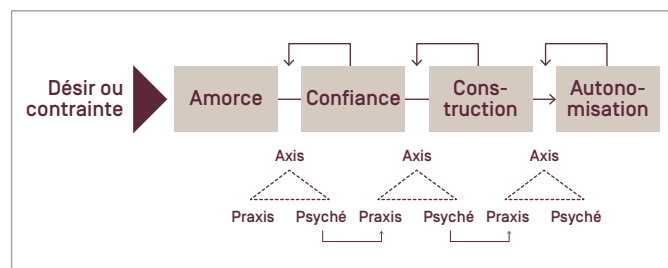 Désir ou
contrainte
Amorce
Confiance
Cons-
truction
Autono-
misation
Axis
Axis
Axis
Praxis
Psyché
Praxis
Psyché
Praxis
Psyché